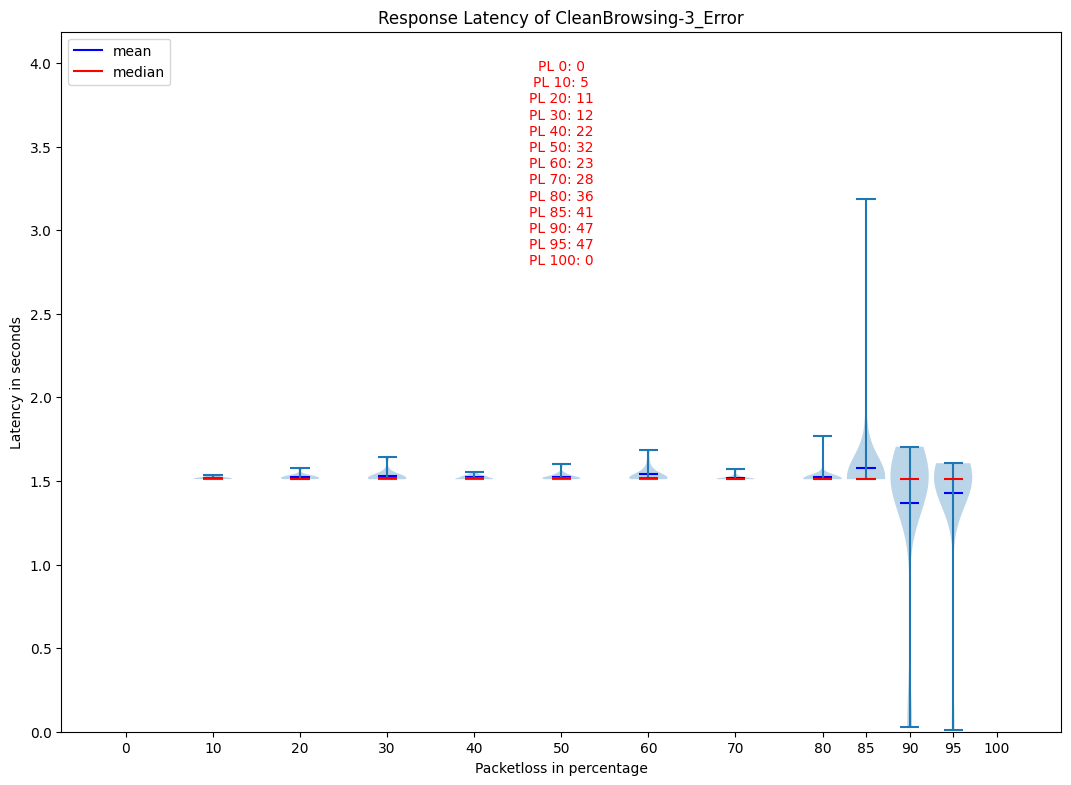 Response Latency of CleanBrowsing-3_Error
mean
median
PL 0: 0
PL 10: 5
PL 20: 11
PL 30: 12
PL 40: 22
PL 50: 32
PL 60: 23
PL 70: 28
PL 80: 36
PL 85: 41
PL 90: 47
PL 95: 47
PL 100: 0
Latency in seconds
4.0
3.5
3.0
2.5
2.0
1.5
1.0
0.5
0.0
0 10 20 30 40 50 60 70 80 85 90 95 100
Packetloss in percentage